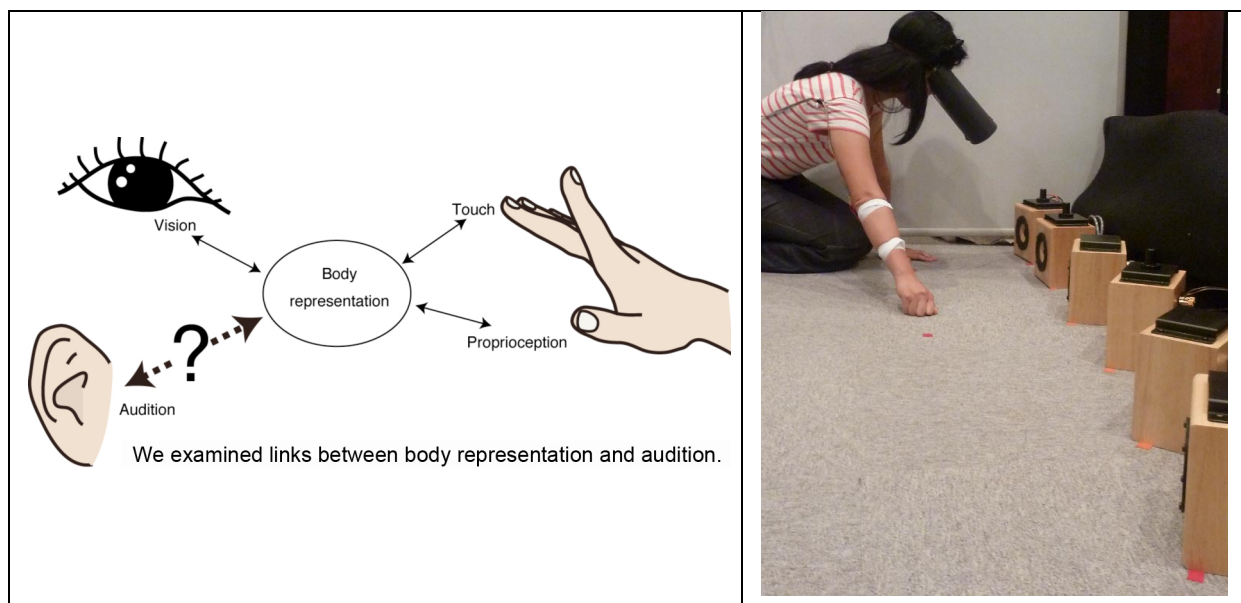 Vision
Touch
Body
representation
Proprioception
?
Audition
We examined links between body representation and audition.